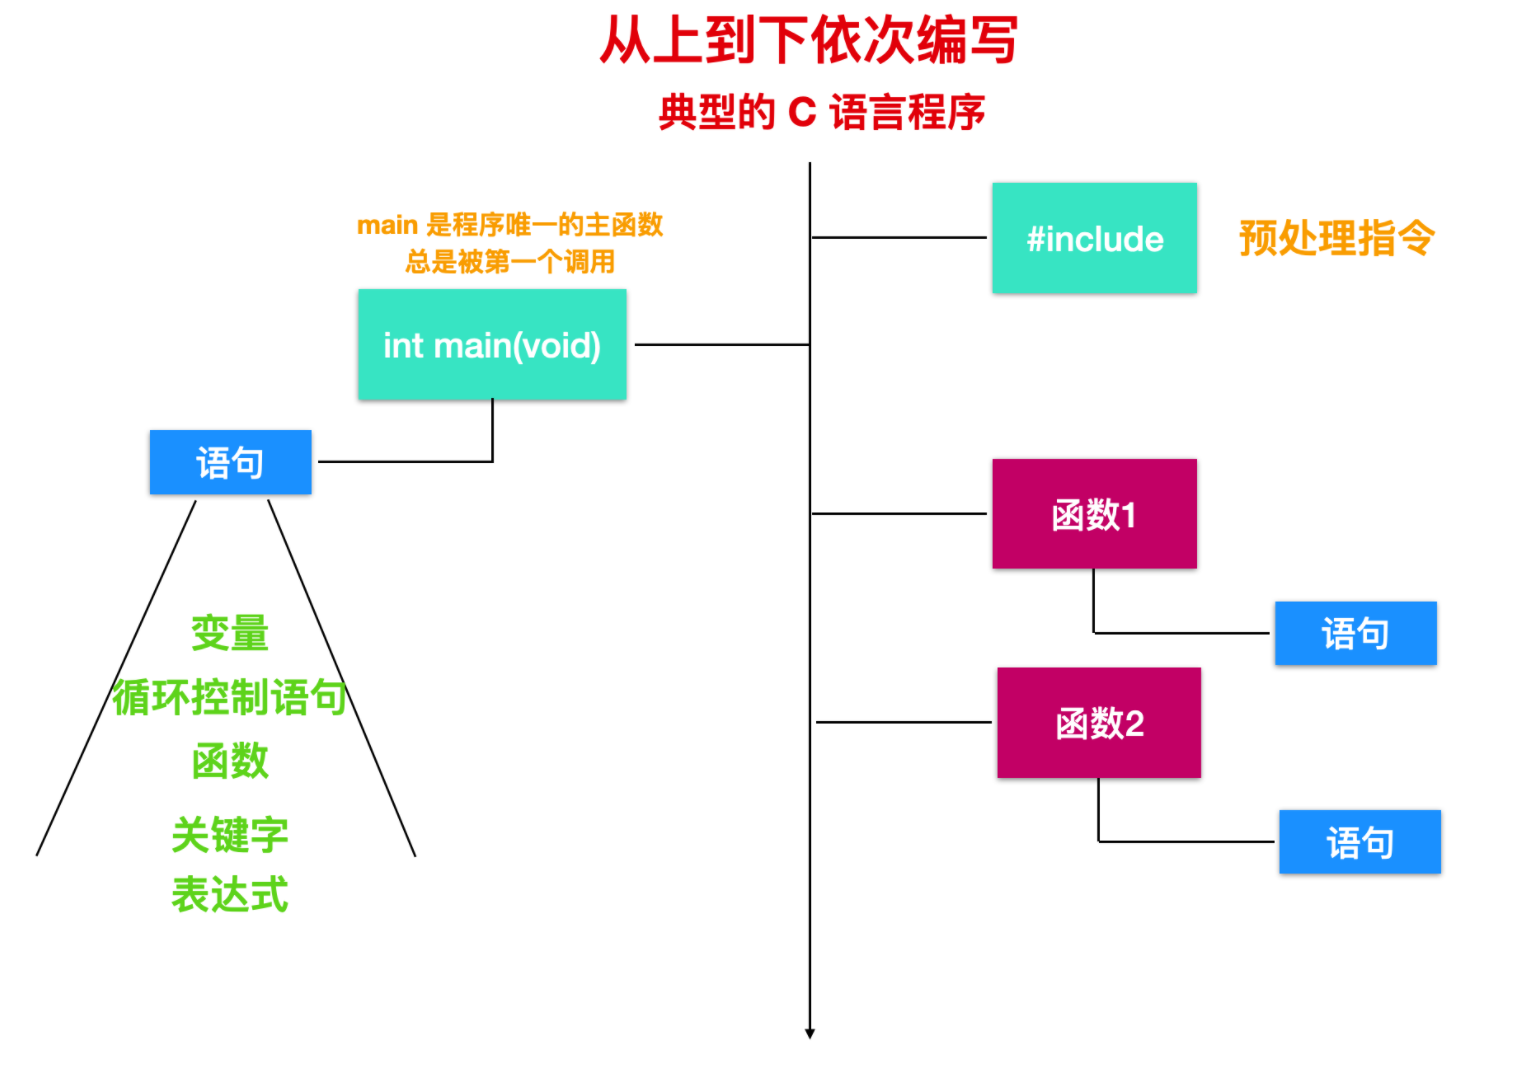 从上到下依次编写
典型的 C 语言程序
main 是程序唯一的主函数
总是被第一个调用
#include
预处理指令
int main(void)
语句
变量
循环控制语句
函数
关键字
表达式
函数1
语句
函数2
语句